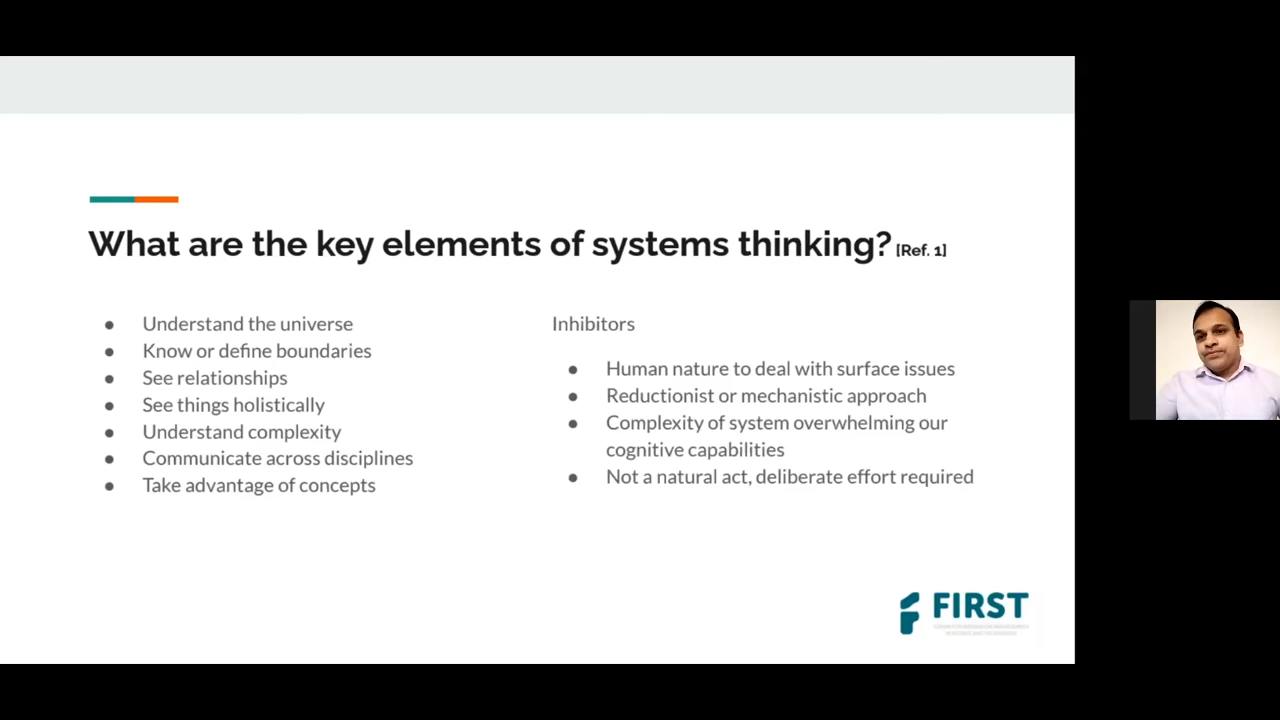 What are the key elements of systems thinking? [Ref. 1]
● Understand the universe
● Know or define boundaries
● See relationships
● See things holistically
● Understand complexity
● Communicate across disciplines
● Take advantage of concepts
Inhibitors
● Human nature to deal with surface issues
● Reductionist or mechanistic approach
● Complexity of system overwhelming our
cognitive capabilities
● Not a natural act, deliberate effort required
FIRST